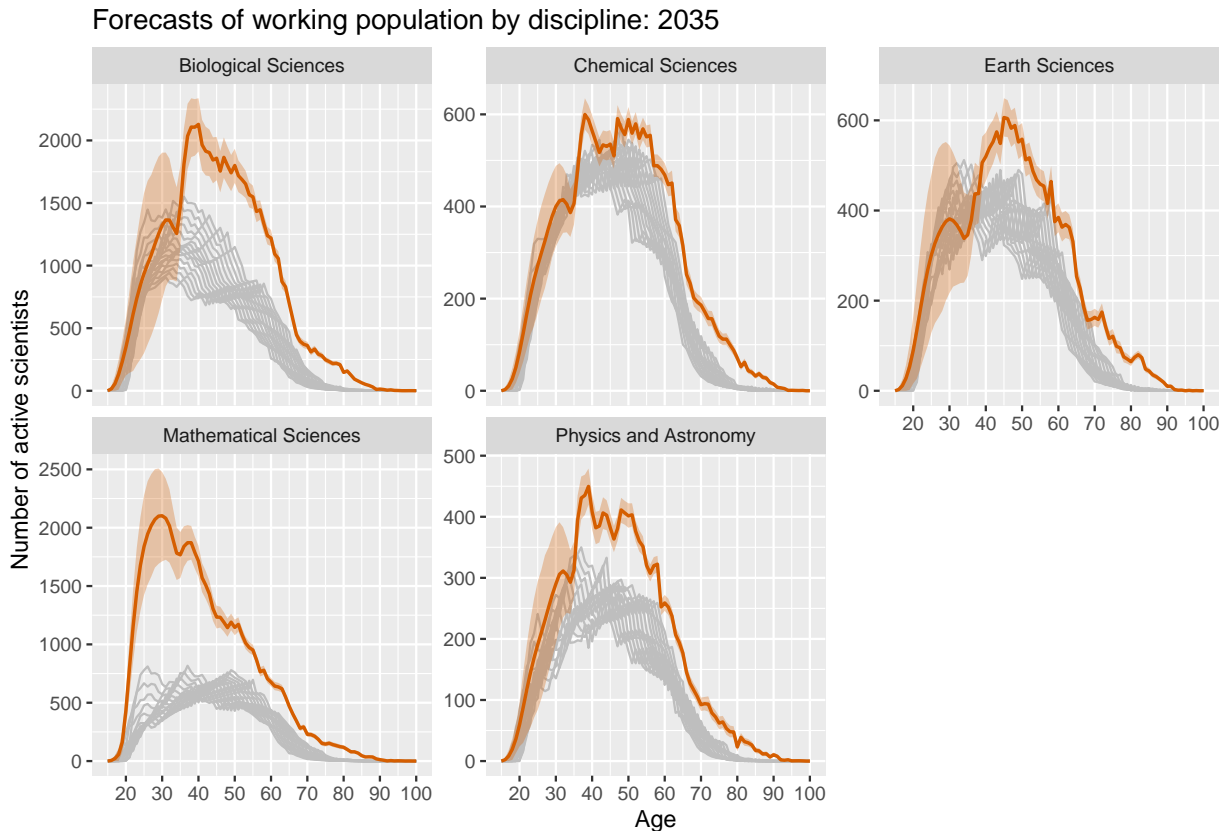 Forecasts of working population by discipline: 2035
Biological Sciences
Chemical Sciences
Earth Sciences
2000
1500
1000
500
0
600
400
200
0
600
400
200
0
20 30 40 50 60 70 80 90 100
Mathematical Sciences
Physics and Astronomy
2500
2000
1500
1000
500
0
500
400
300
200
100
0
20 30 40 50 60 70 80 90 100
20 30 40 50 60 70 80 90 100
Number of active scientists
Age